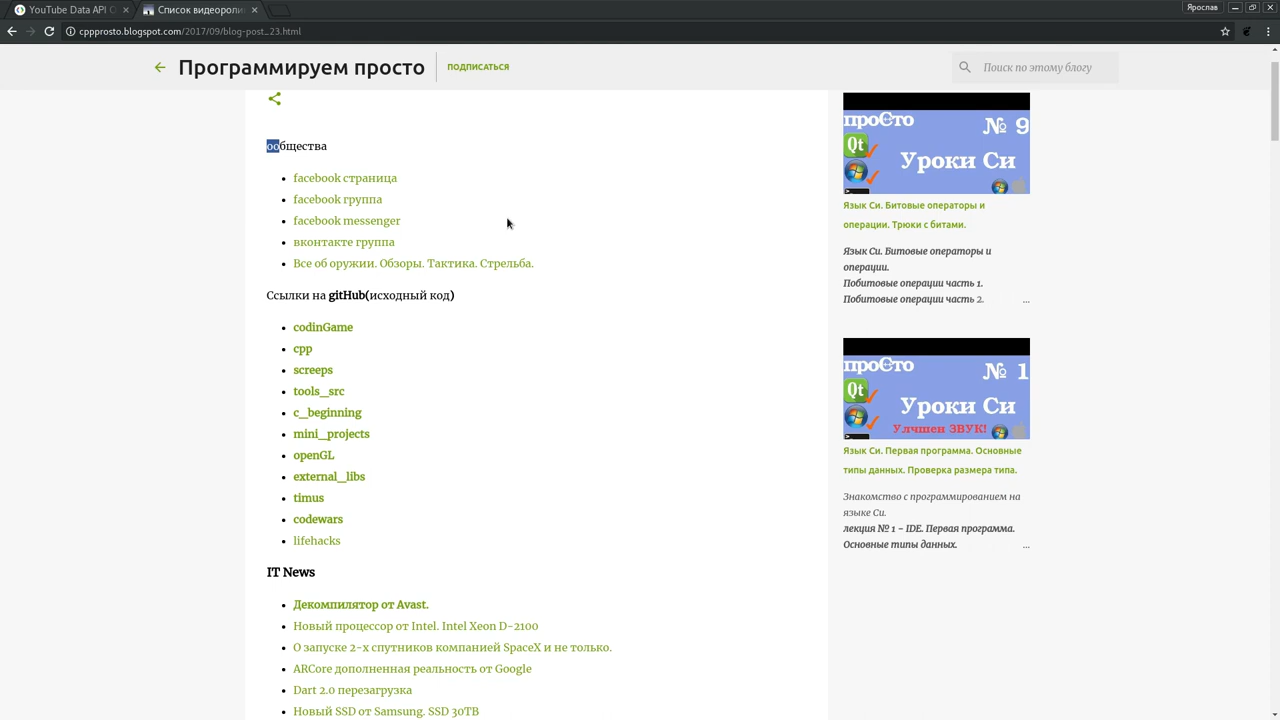 YouTube Data API C
Список видеороли
Ярослав
cppprosto.blogspot.com/2017/09/blog-post_23.html
Программируем просто
ПОДПИСАТЬСЯ
Поиск по этому блогу
ообщества
facebook страница
facebook группа
facebook messenger
вконтакте группа
Все об оружии. Обзоры. Тактика. Стрельба.
Ссылки на gitHub(исходный код)
codinGame
cpp
screeps
tools_src
c_beginning
mini_projects
openGL
external_libs
timus
codewars
lifehacks
IT News
Декомпилятор от Avast.
Новый процессор от Intel. Intel Xeon D-2100
О запуске 2-х спутников компанией SpaceX и не только.
ARCore дополненная реальность от Google
Dart 2.0 перезагрузка
Новый SSD от Samsung. SSD 30TB
проСто
№ 9
Qt
Уроки Си
Язык Си. Битовые операторы и
операции. Трюки с битами.
Язык Си. Битовые операторы и
операции.
Побитовые операции часть 1.
Побитовые операции часть 2. ...
проСто
№ 1
Qt
Уроки Си
Улучшен ЗВУК!
Язык Си. Первая программа. Основные
типы данных. Проверка размера типа.
Знакомство с программированием на
языке Си.
лекция № 1 - IDE. Первая программа.
Основные типы данных. ...